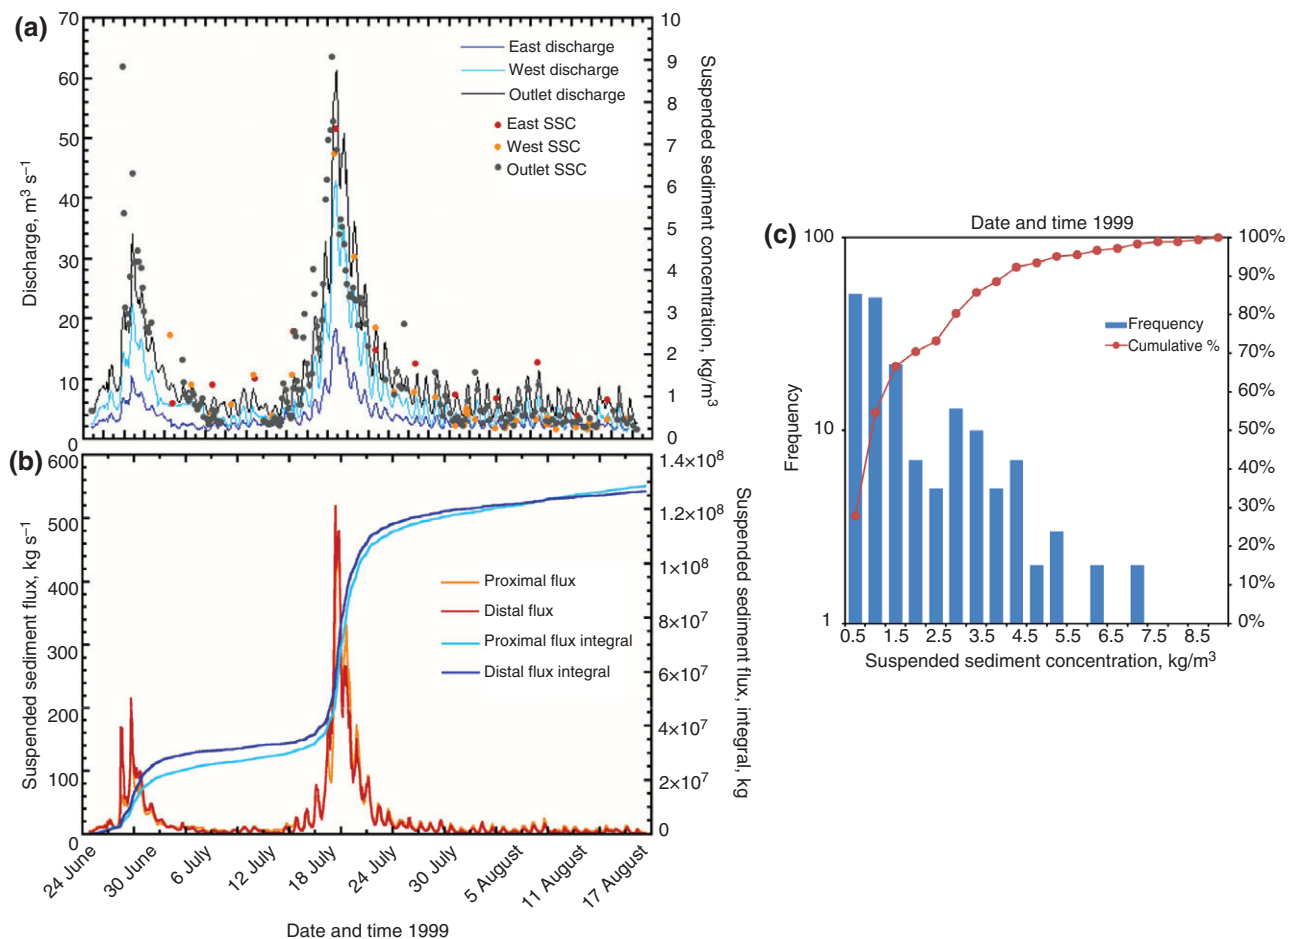 (a)
70
60
50
40
30
20
10
0
Discharge, m³ s⁻¹
East discharge
West discharge
Outlet discharge
East SSC
West SSC
Outlet SSC
10
9
8
7
6
5
4
3
2
1
0
Suspended sediment concentration, kg/m³
(b)
600
500
400
300
200
100
0
Suspended sediment flux, kg s⁻¹
Proximal flux
Distal flux
Proximal flux integral
Distal flux integral
1.4×10⁸
1.2×10⁸
1×10⁸
8×10⁷
6×10⁷
4×10⁷
2×10⁷
0
Suspended sediment flux, integral, kg
24 June
30 June
6 July
12 July
18 July
24 July
30 July
5 August
11 August
17 August
Date and time 1999
(c)
Date and time 1999
100
10
1
Frequency
Frequency
Cumulative %
100%
90%
80%
70%
60%
50%
40%
30%
20%
10%
0%
0.5 1.5 2.5 3.5 4.5 5.5 6.5 7.5 8.5
Suspended sediment concentration, kg/m³